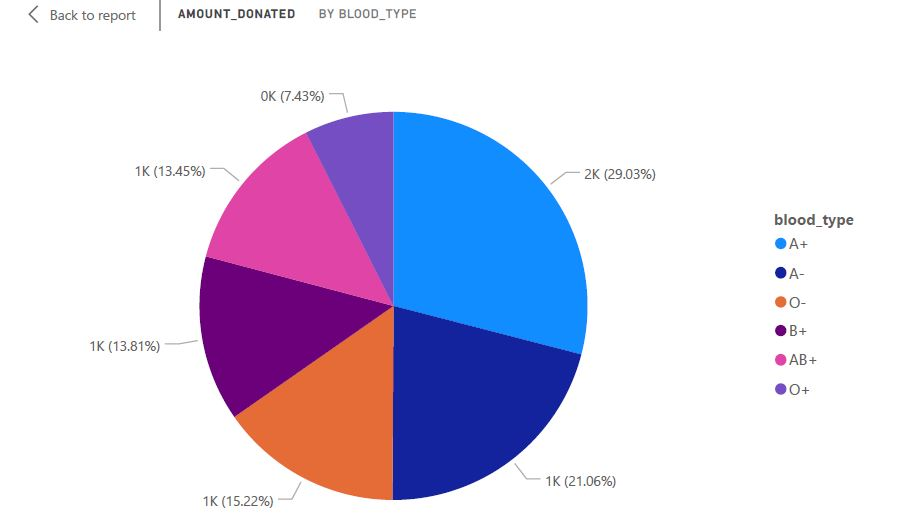 Back to report
AMOUNT_DONATED BY BLOOD_TYPE
0K (7.43%)
1K (13.45%)
2K (29.03%)
1K (13.81%)
1K (21.06%)
1K (15.22%)
blood_type
A+
A-
O-
B+
AB+
O+